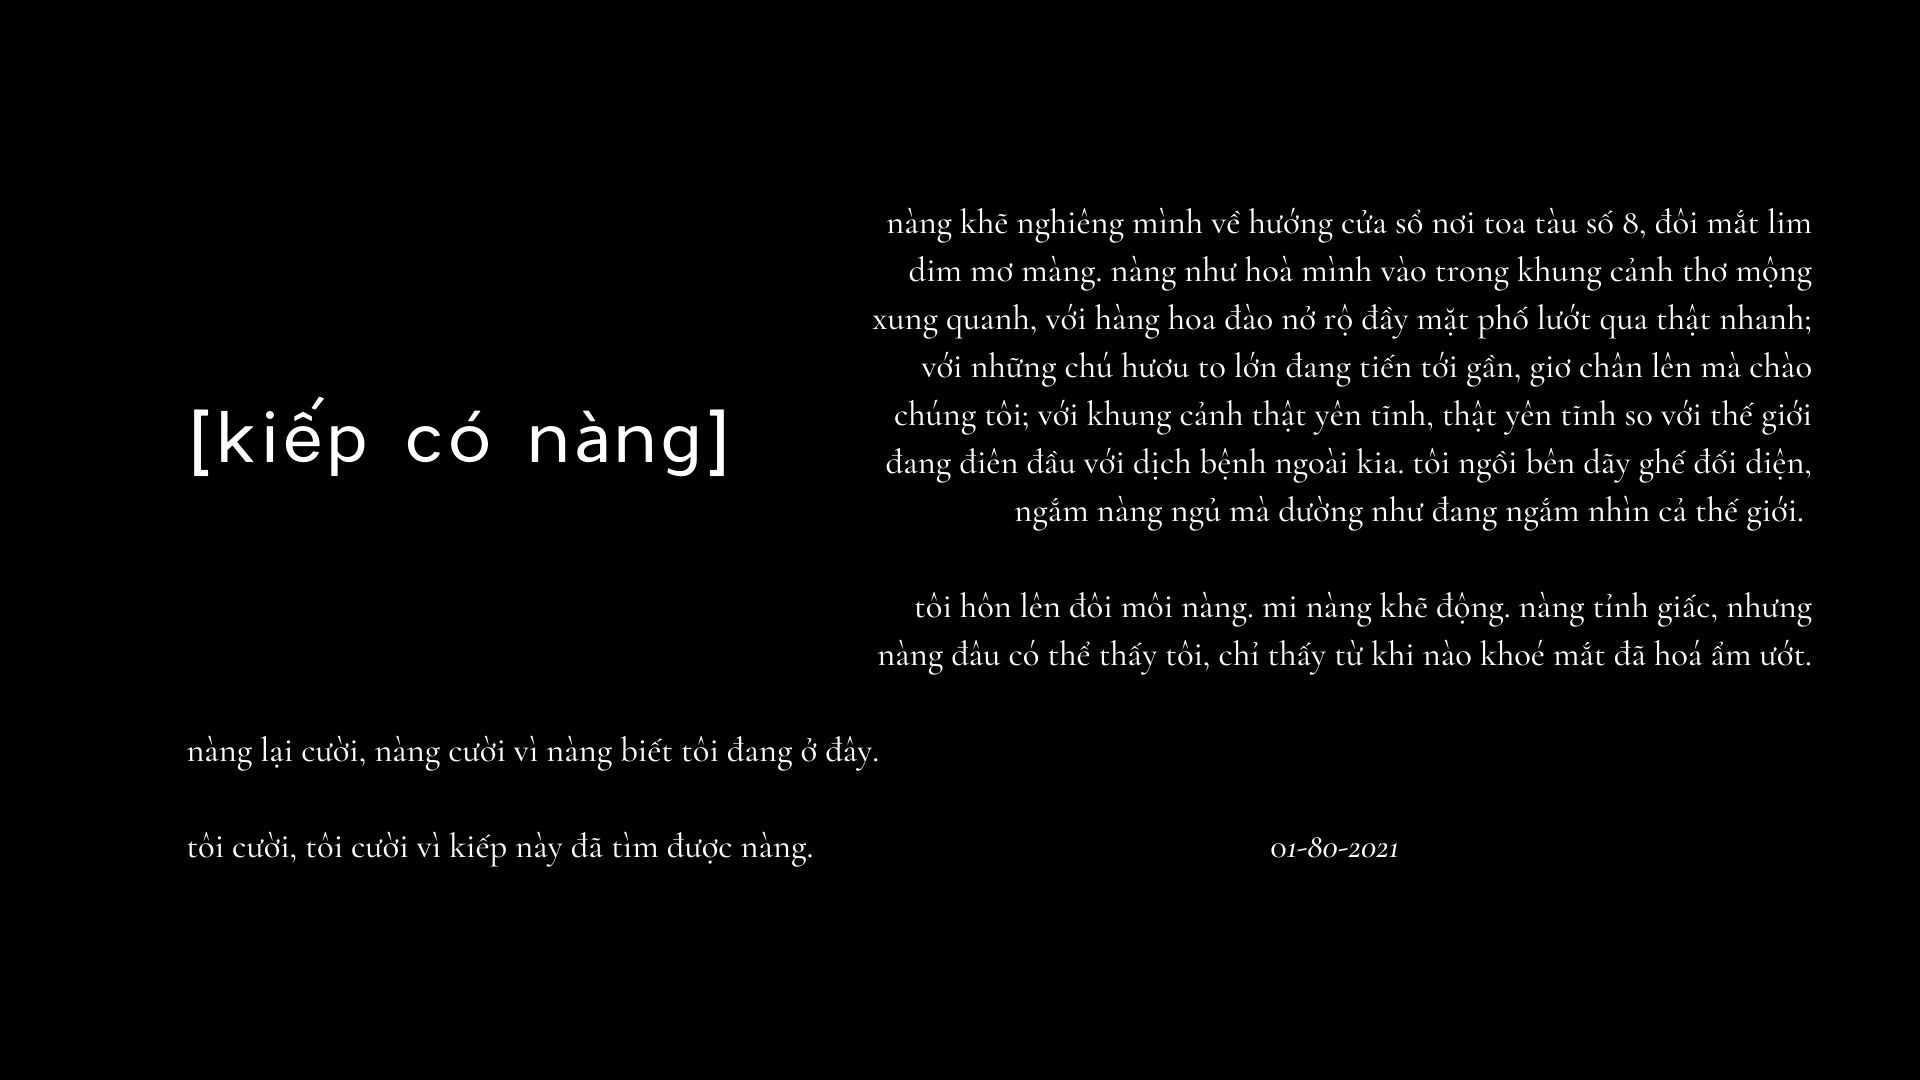 [kiếp có nàng]
nàng khẽ nghiêng mình về hướng cửa sổ nơi toa tàu số 8, đôi mắt lim
dim mơ màng. nàng như hoà mình vào trong khung cảnh thơ mộng
xung quanh, với hàng hoa đào nở rộ đầy mặt phố lướt qua thật nhanh;
với những chú hươu to lớn đang tiến tới gần, giơ chân lên mà chào
chúng tôi; với khung cảnh thật yên tĩnh, thật yên tĩnh so với thế giới
đang điên đầu với dịch bệnh ngoài kia. tôi ngồi bên dãy ghế đối diện,
ngắm nàng ngủ mà dường như đang ngắm nhìn cả thế giới.
tôi hôn lên đôi môi nàng. mi nàng khẽ động. nàng tỉnh giấc, nhưng
nàng đâu có thể thấy tôi, chỉ thấy từ khi nào khoé mắt đã hoá ẩm ướt.
nàng lại cười, nàng cười vì nàng biết tôi đang ở đây.
tôi cười, tôi cười vì kiếp này đã tìm được nàng.
01-80-2021